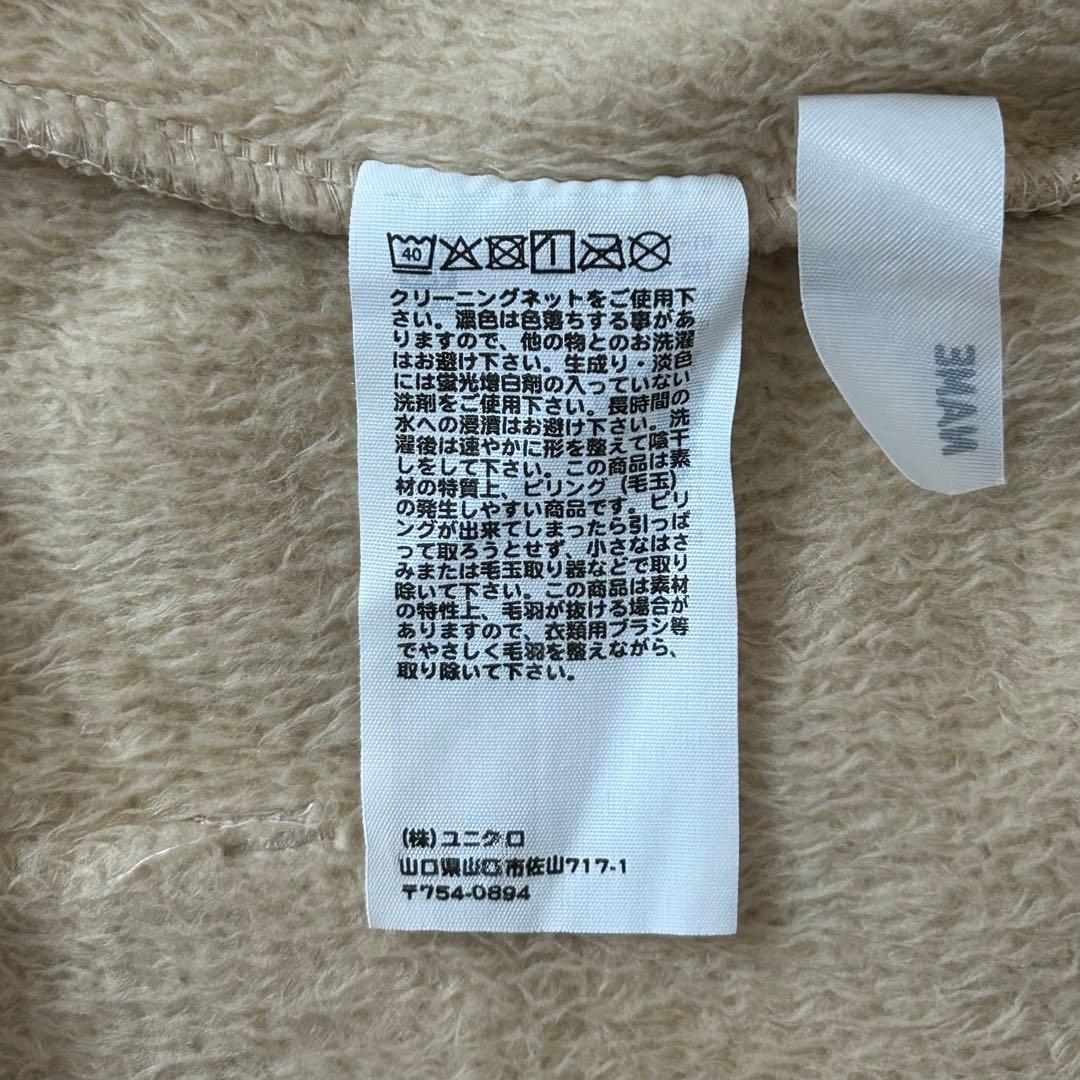 40
クリーニングネットをご使用下
さい。濃色は色落ちする事があ
りますので、他の物とのお洗濯
はお避け下さい。生成り・淡色
には蛍光増白剤の入っていない
洗剤をご使用下さい。長時間の
水への浸漬はお避け下さい。洗
濯後は速やかに形を整えて陰干
しをして下さい。この商品は素
材の特質上、ピリング(毛玉)
の発生しやすい商品です。ピリ
ングが出来てしまったら引っぱ
って取ろうとせず、小さなはさ
みまたは毛玉取り器などで取り
除いて下さい。この商品は素材
の特性上、毛羽が抜ける場合が
ありますので、衣類用ブラシ等
でやさしく毛羽を整えながら、
取り除いて下さい。
(株)ユニクロ
山口県山口市佐山717-1
〒754-0894
NAME